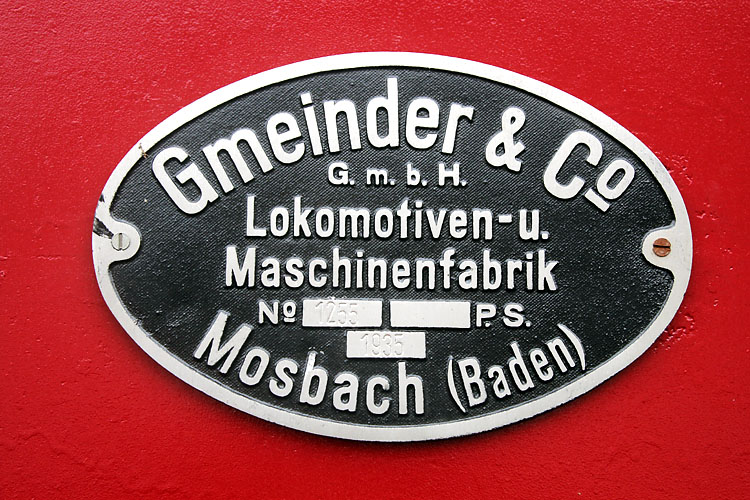 Gmeinder & Cº
G. m. b. H.
Lokomotiven-u.
Maschinenfabrik
Nº 1255 P.S.
1935
Mosbach (Baden)